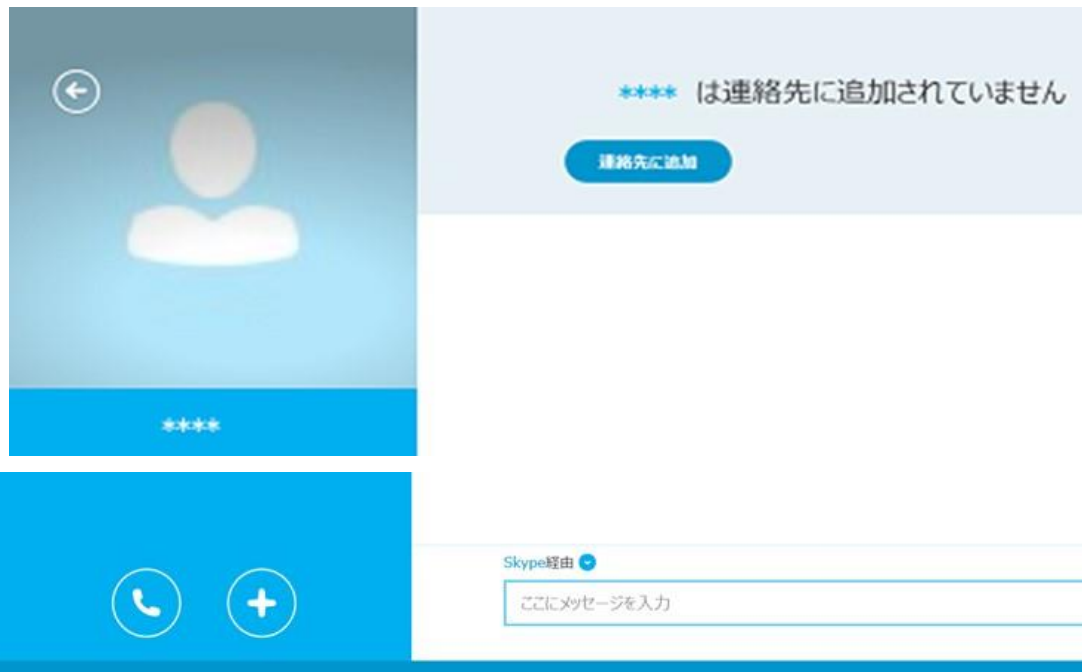 **** は連絡先に追加されていません
連絡先に追加
****
Skype経由
ここにメッセージを入力